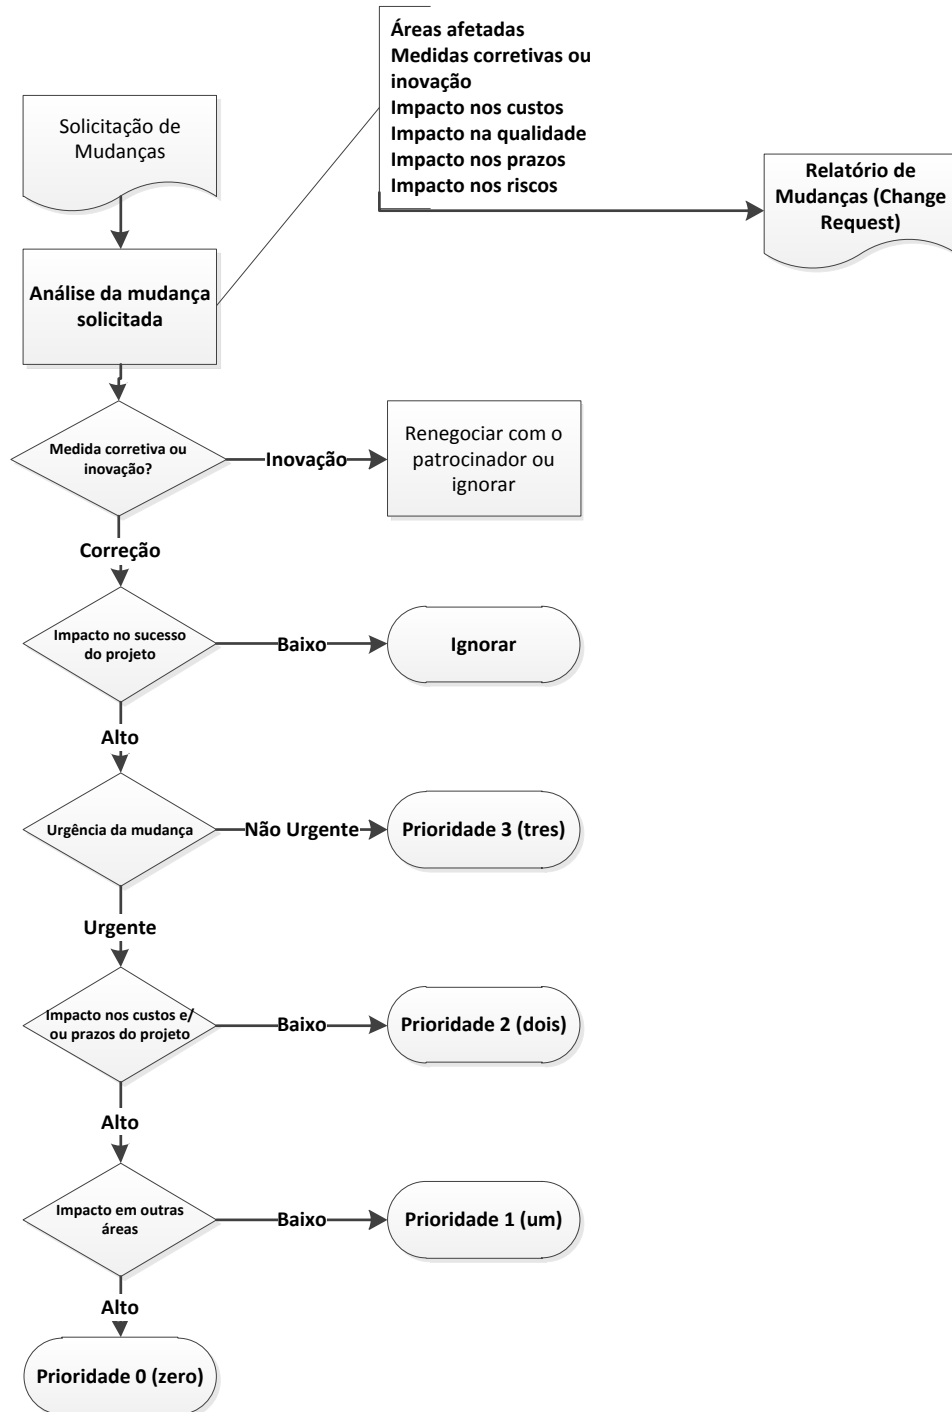 Áreas afetadas
Medidas corretivas ou
inovação
Impacto nos custos
Impacto na qualidade
Impacto nos prazos
Impacto nos riscos
Solicitação de
Mudanças
Relatório de
Mudanças (Change
Request)
Análise da mudança
solicitada
Medida corretiva ou
inovação?
Inovação
Renegociar com o
patrocinador ou
ignorar
Correção
Impacto no sucesso
do projeto
Baixo
Ignorar
Alto
Urgência da mudança
Não Urgente
Prioridade 3 (tres)
Urgente
Impacto nos custos e/
ou prazos do projeto
Baixo
Prioridade 2 (dois)
Alto
Impacto em outras
áreas
Baixo
Prioridade 1 (um)
Alto
Prioridade 0 (zero)